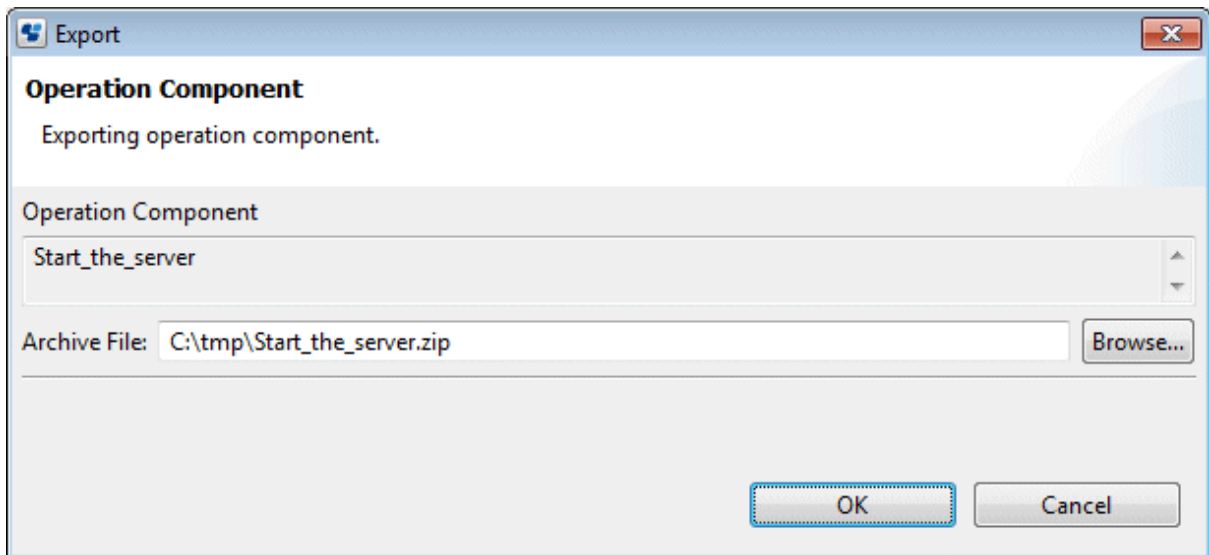 Export
Operation Component
Exporting operation component.
Operation Component
Start_the_server
Archive File: C:\tmp\Start_the_server.zip Browse...
OK Cancel